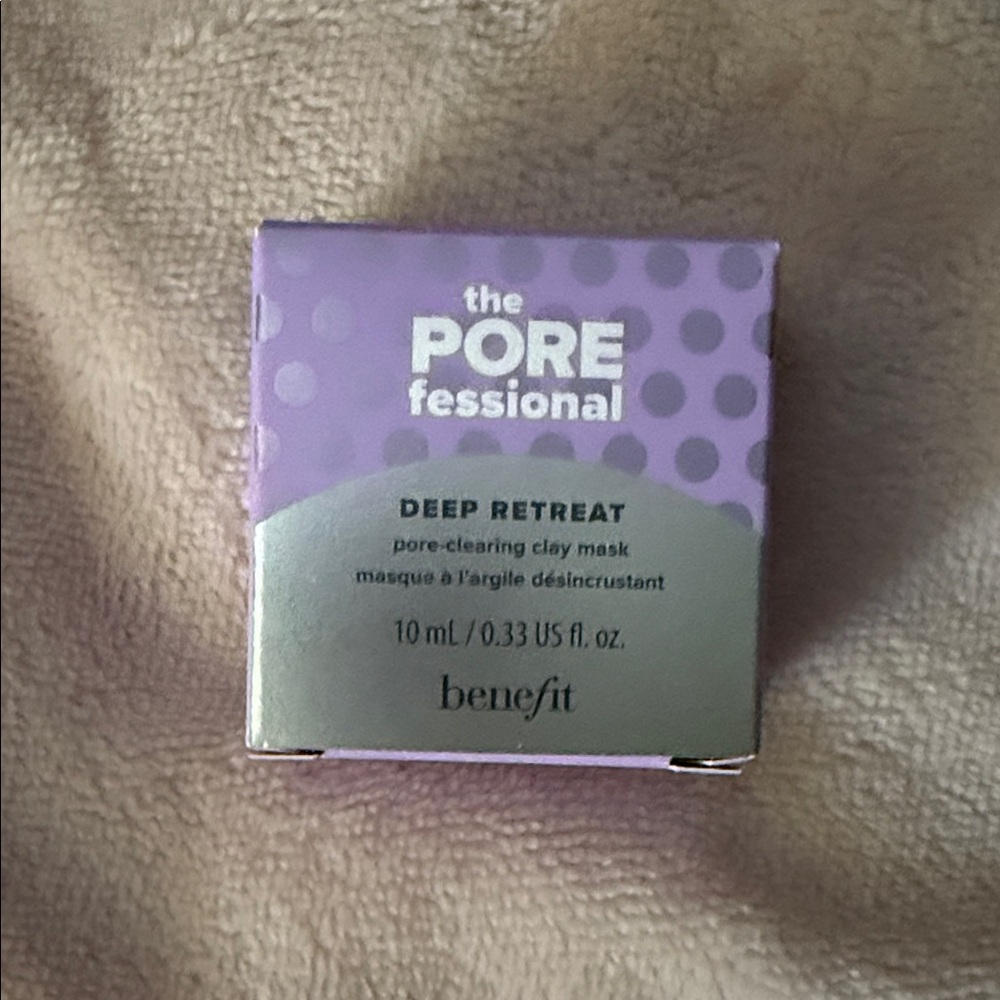 the
PORE
fessional
DEEP RETREAT
pore-clearing clay mask
masque à l'argile désincrustant
10 mL / 0.33 US fl. oz.
benefit